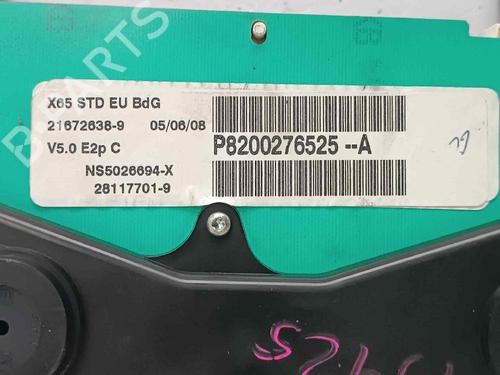 X65 STD EU BdG
21672638-9 05/06/08
V5.0 E2p C
P8200276525--A
NS5026694-X
28117701-9